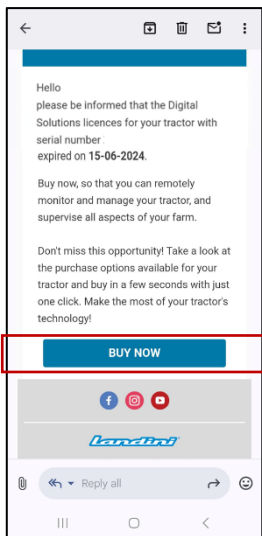 Hello
please be informed that the Digital
Solutions licences for your tractor with
serial number
expired on 15-06-2024.
Buy now, so that you can remotely
monitor and manage your tractor, and
supervise all aspects of your farm.
Don't miss this opportunity! Take a look at
the purchase options available for your
tractor and buy in a few seconds with just
one click. Make the most of your tractor's
technology!
BUY NOW
Landini
Reply all